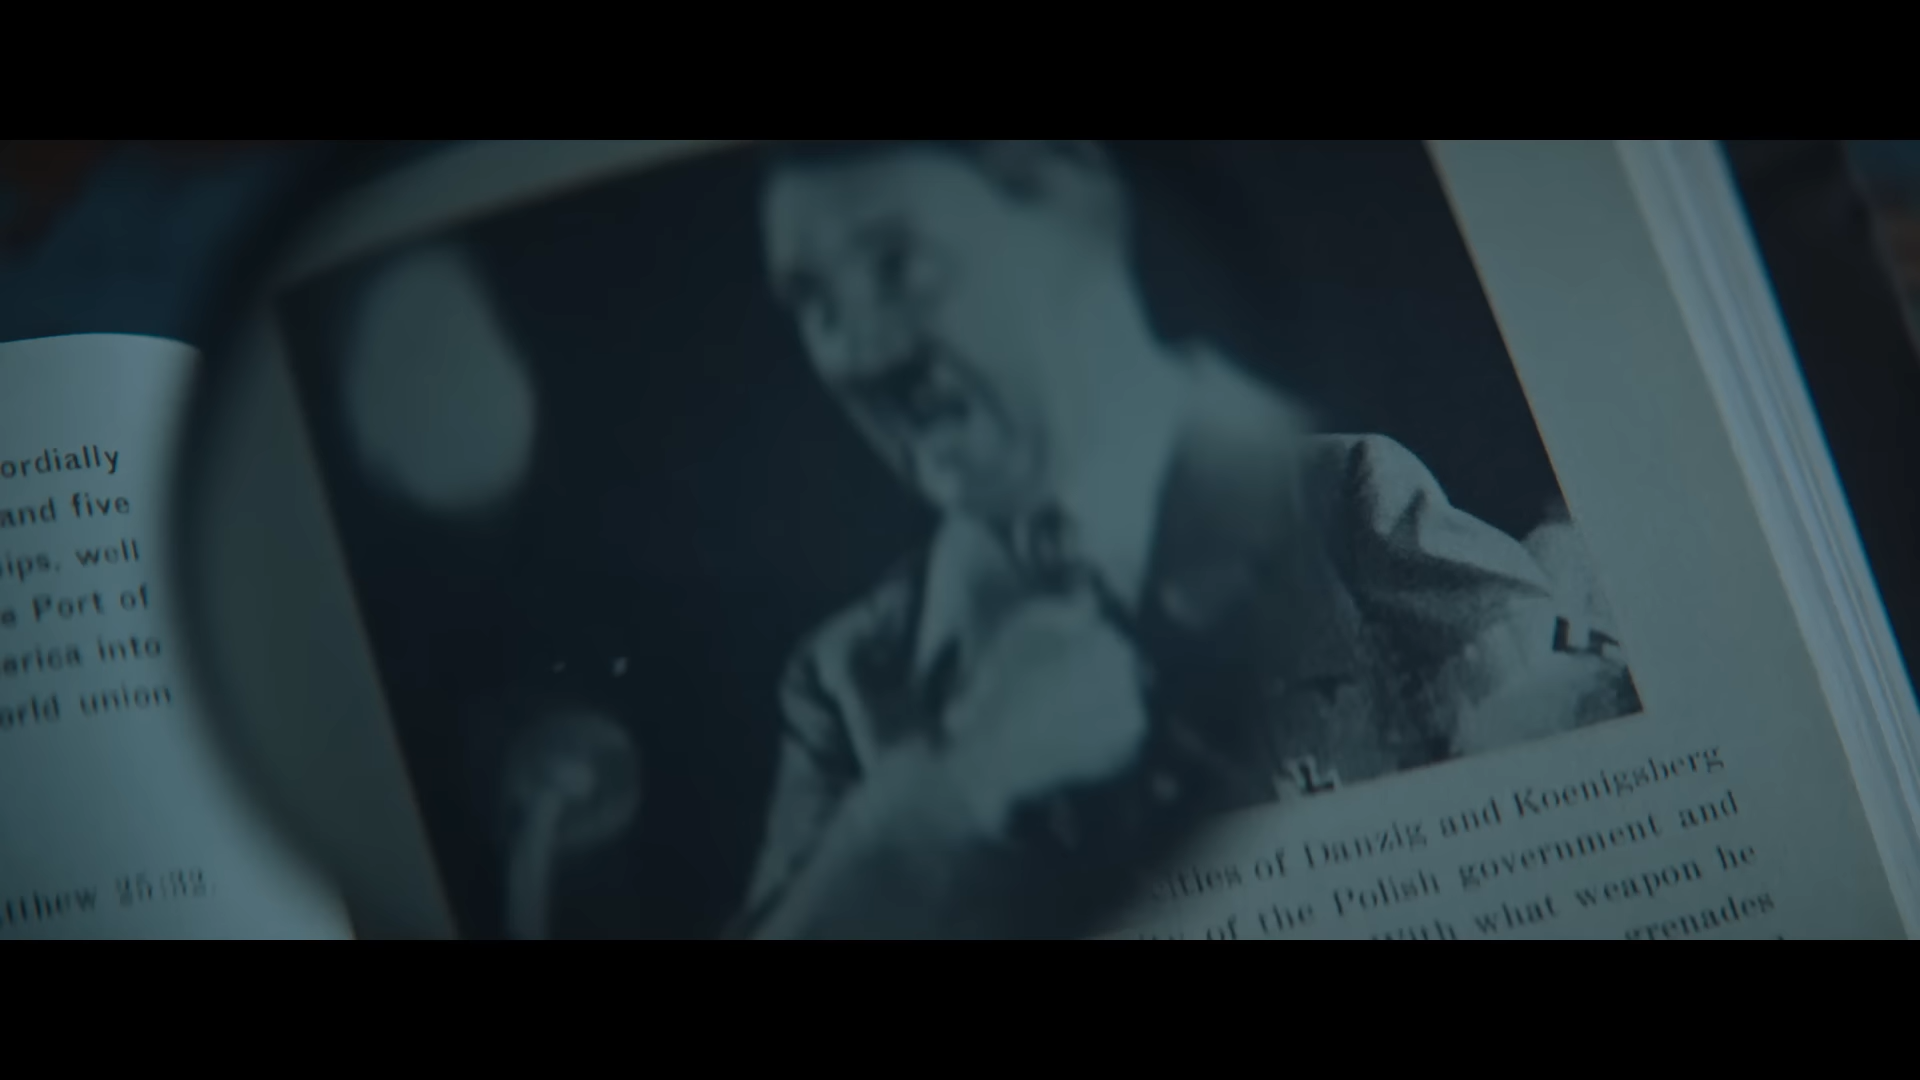 ordially
and five
ips, well
Port of
erica into
orld union
tthew 25:32.
cities of Danzig and Koenigsberg
of the Polish government and
With what weapon he
grenades